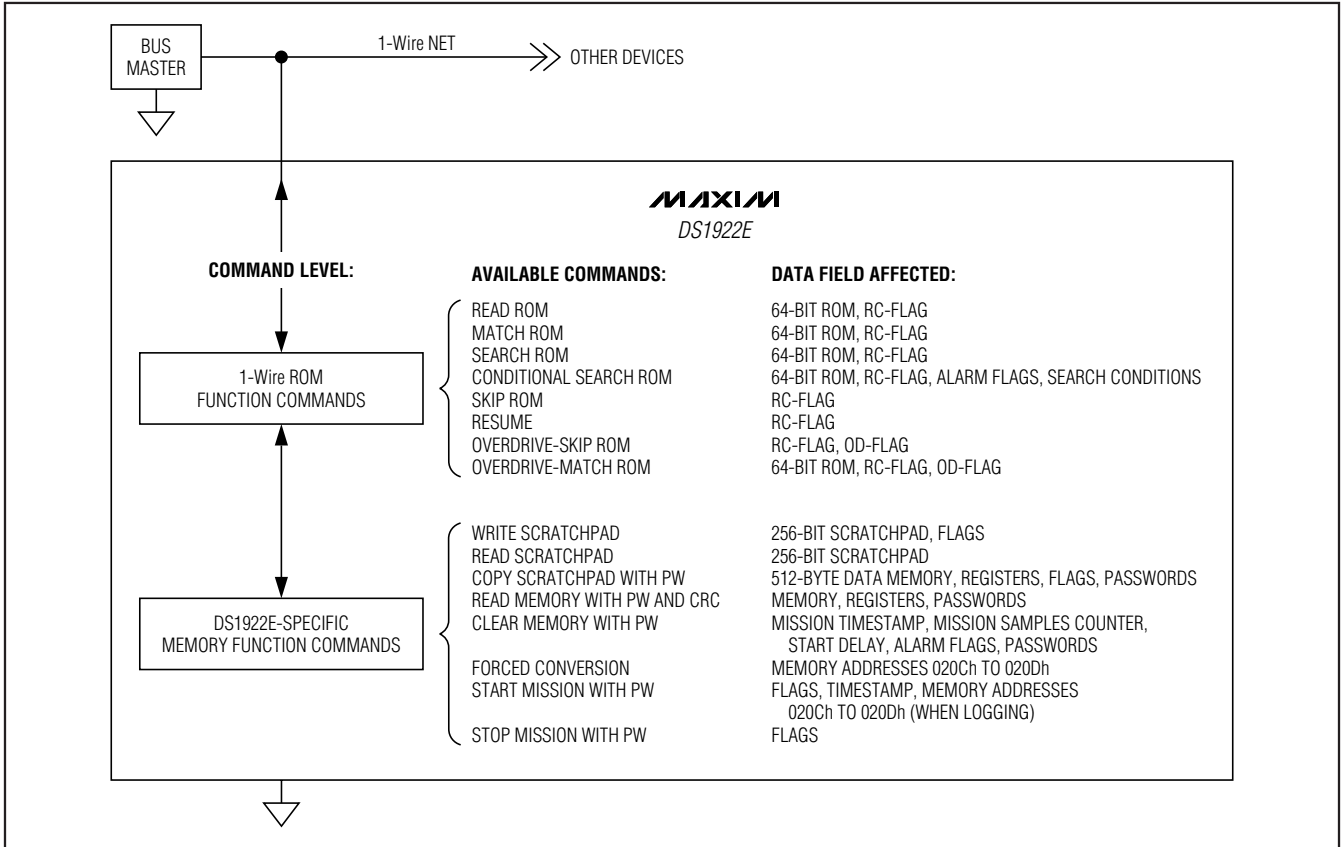 BUS
MASTER
1-Wire NET
OTHER DEVICES
MAXIM
DS1922E
COMMAND LEVEL:
AVAILABLE COMMANDS:
DATA FIELD AFFECTED:
1-Wire ROM
FUNCTION COMMANDS
READ ROM
64-BIT ROM, RC-FLAG
MATCH ROM
64-BIT ROM, RC-FLAG
SEARCH ROM
64-BIT ROM, RC-FLAG
CONDITIONAL SEARCH ROM
64-BIT ROM, RC-FLAG, ALARM FLAGS, SEARCH CONDITIONS
SKIP ROM
RC-FLAG
RESUME
RC-FLAG
OVERDRIVE-SKIP ROM
RC-FLAG, OD-FLAG
OVERDRIVE-MATCH ROM
64-BIT ROM, RC-FLAG, OD-FLAG
DS1922E-SPECIFIC
MEMORY FUNCTION COMMANDS
WRITE SCRATCHPAD
256-BIT SCRATCHPAD, FLAGS
READ SCRATCHPAD
256-BIT SCRATCHPAD
COPY SCRATCHPAD WITH PW
512-BYTE DATA MEMORY, REGISTERS, FLAGS, PASSWORDS
READ MEMORY WITH PW AND CRC
MEMORY, REGISTERS, PASSWORDS
CLEAR MEMORY WITH PW
MISSION TIMESTAMP, MISSION SAMPLES COUNTER,
START DELAY, ALARM FLAGS, PASSWORDS
FORCED CONVERSION
MEMORY ADDRESSES 020Ch TO 020Dh
START MISSION WITH PW
FLAGS, TIMESTAMP, MEMORY ADDRESSES
020Ch TO 020Dh (WHEN LOGGING)
STOP MISSION WITH PW
FLAGS